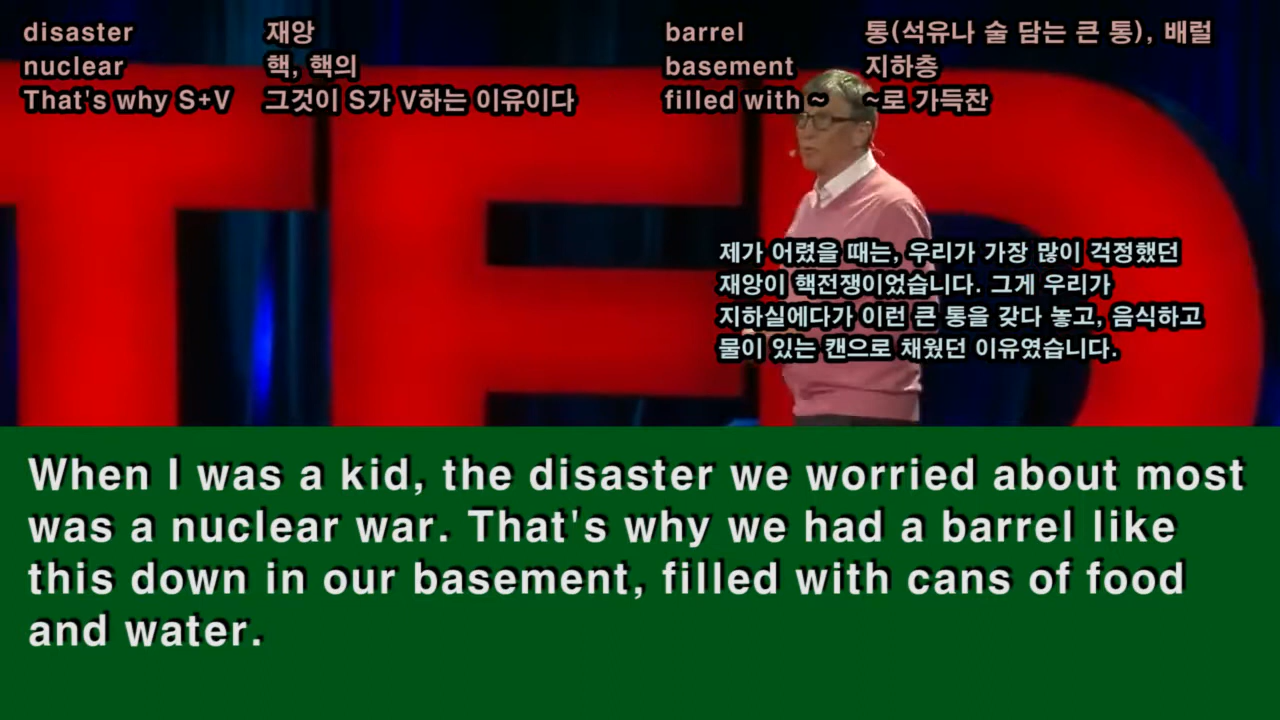 disaster 재앙
nuclear 핵, 핵의
That's why S+V 그것이 S가 V하는 이유이다
barrel 통(석유나 술 담는 큰 통), 배럴
basement 지하층
filled with ~ ~로 가득찬
TED
제가 어렸을 때는, 우리가 가장 많이 걱정했던
재앙이 핵전쟁이었습니다. 그게 우리가
지하실에다가 이런 큰 통을 갖다 놓고, 음식하고
물이 있는 캔으로 채웠던 이유였습니다.
When I was a kid, the disaster we worried about most
was a nuclear war. That's why we had a barrel like
this down in our basement, filled with cans of food
and water.